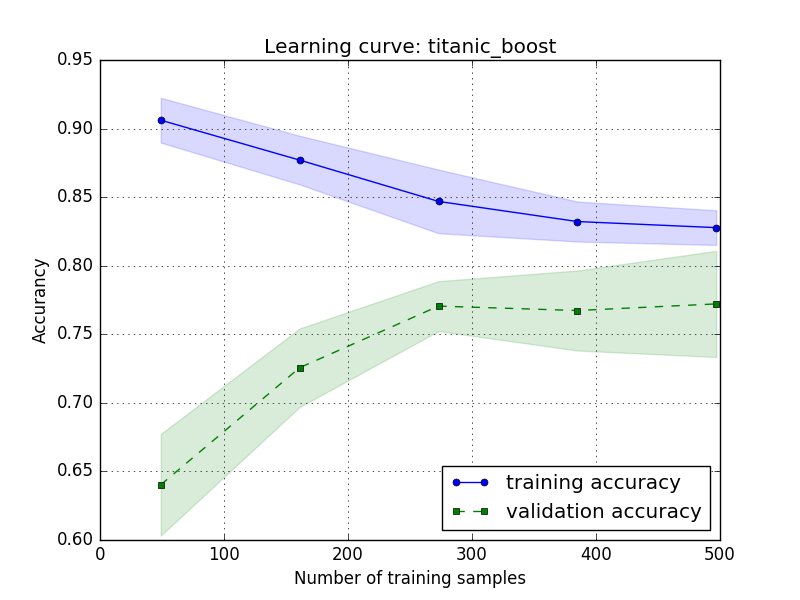 Learning curve: titanic_boost
0.95
0.90
0.85
0.80
0.75
0.70
0.65
0.60
Accurancy
training accuracy
validation accuracy
0 100 200 300 400 500
Number of training samples